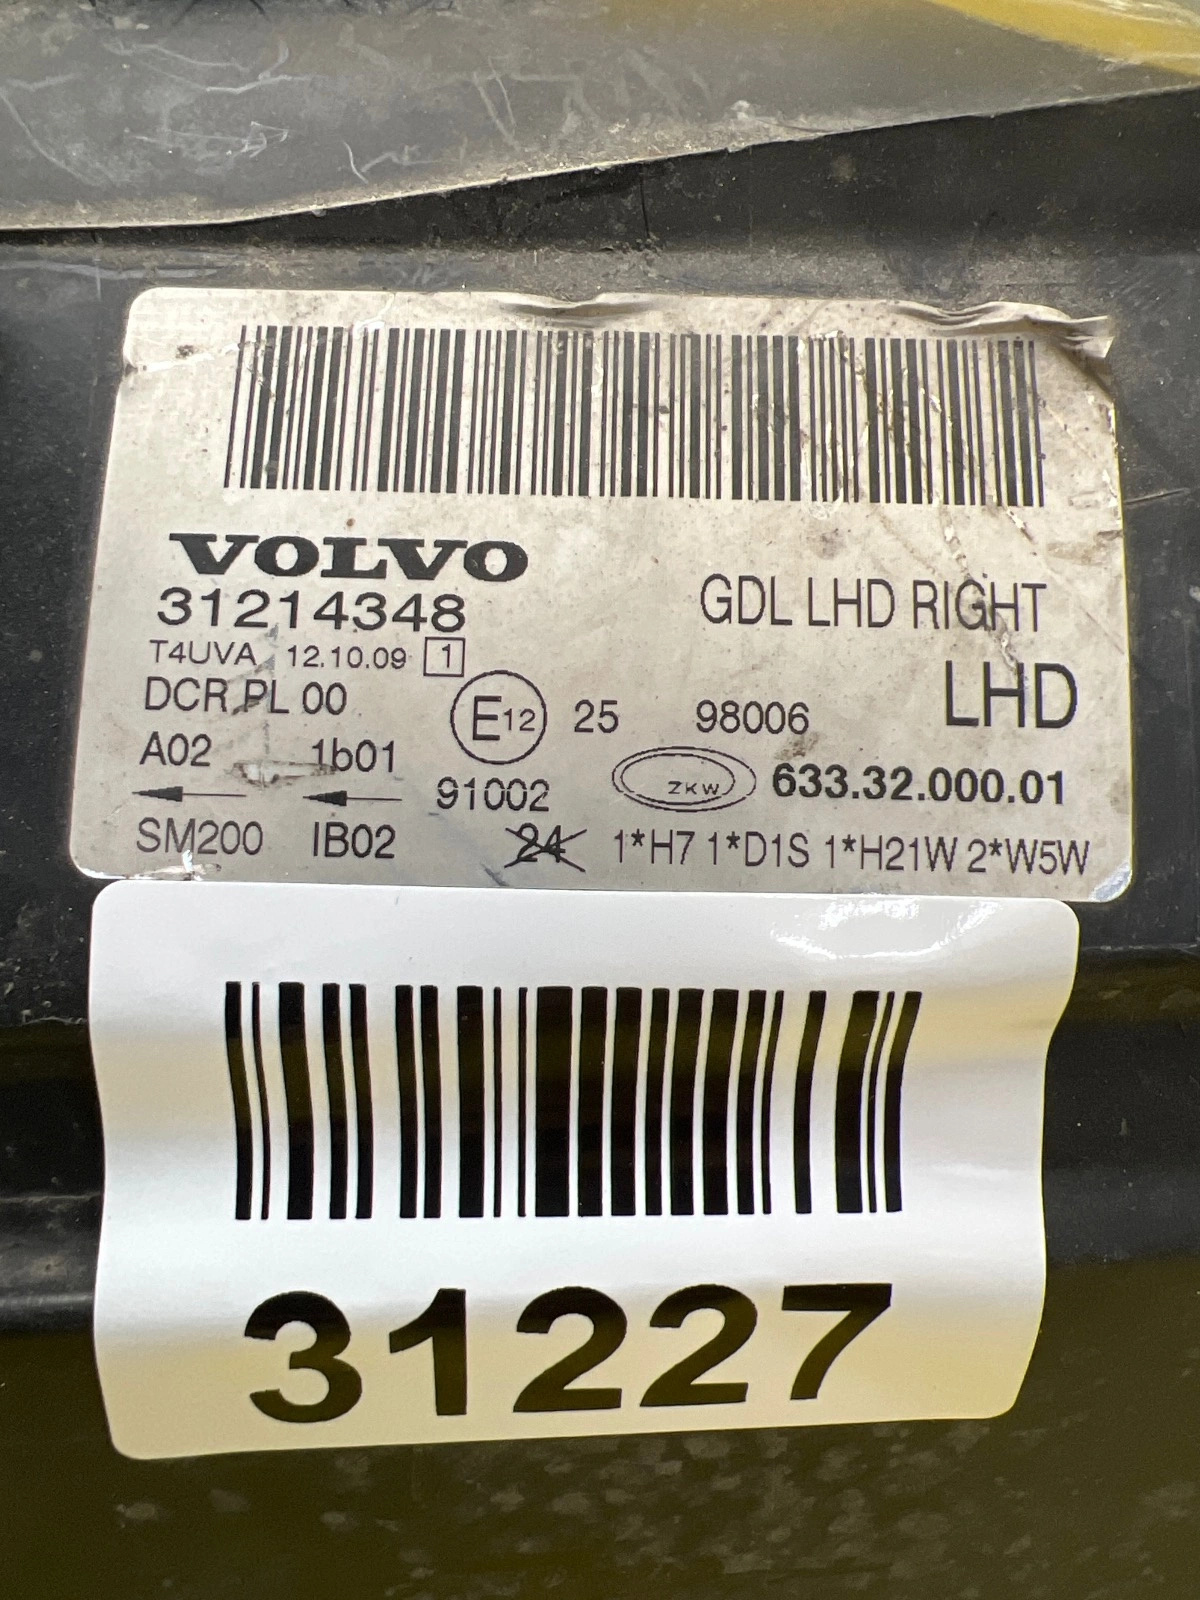 VOLVO
31214348
GDL LHD RIGHT
T4UVA 12.10.09 1
LHD
DCR PL 00
E12 25 98006
A02 1b01
91002 ZKW 633.32.000.01
SM200 IB02 24 1*H7 1*D1S 1*H21W 2*W5W
31227